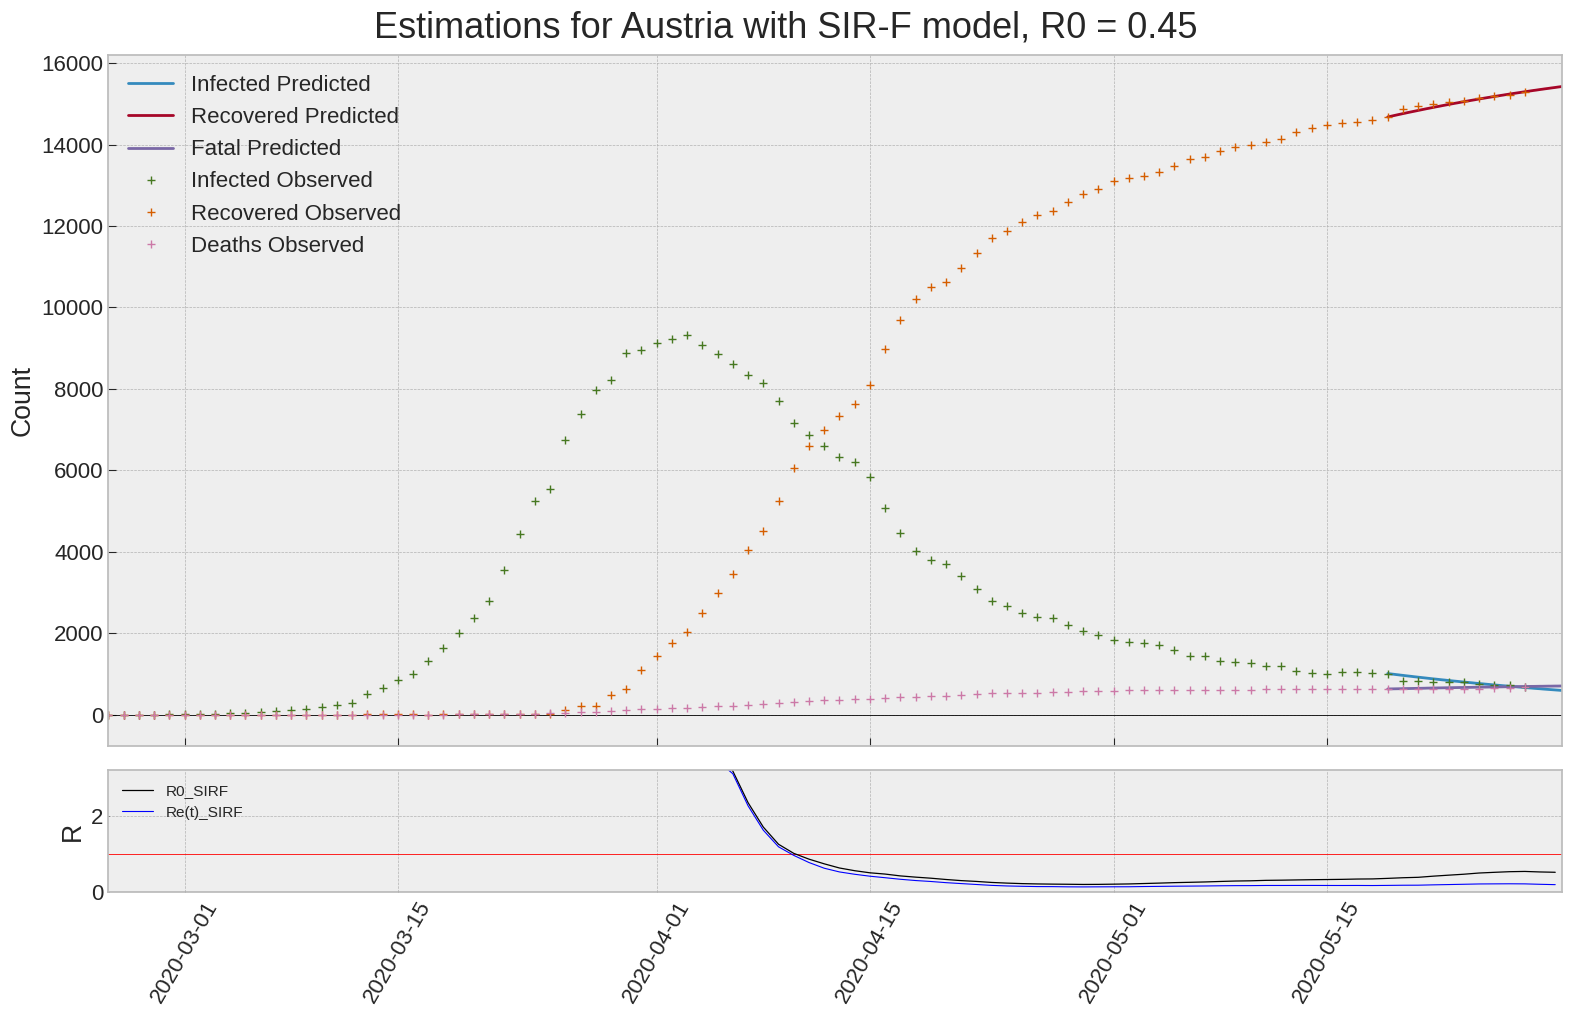 Estimations for Austria with SIR-F model, R0 = 0.45
16000
14000
12000
10000
8000
6000
4000
2000
0
Count
Infected Predicted
Recovered Predicted
Fatal Predicted
Infected Observed
Recovered Observed
Deaths Observed
R0_SIRF
Re(t)_SIRF
2
0
R
2020-03-01
2020-03-15
2020-04-01
2020-04-15
2020-05-01
2020-05-15